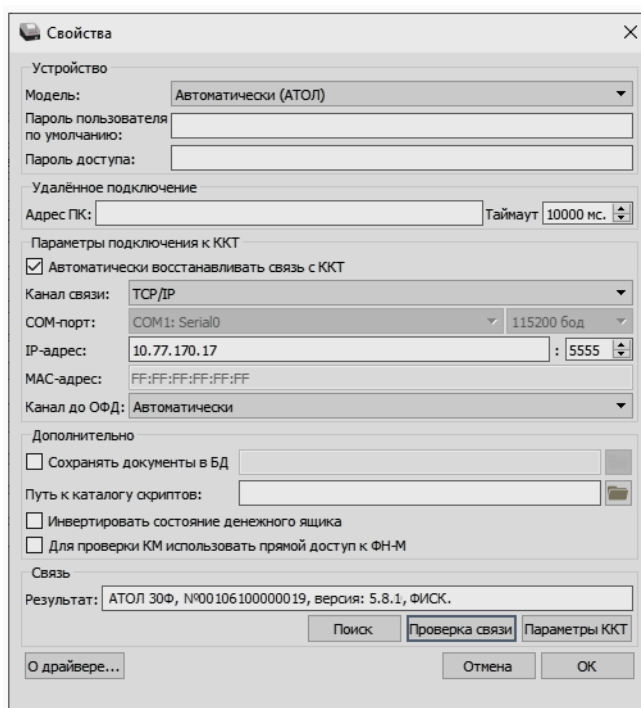 Свойства
Устройство
Модель: Автоматически (АТОЛ)
Пароль пользователя
по умолчанию:
Пароль доступа:
Удалённое подключение
Адрес ПК: Таймаут 10000 мс.
Параметры подключения к ККТ
Автоматически восстанавливать связь с ККТ
Канал связи: TCP/IP
COM-порт: COM1: Serial0 115200 бод
IP-адрес: 10.77.170.17 : 5555
MAC-адрес: FF:FF:FF:FF:FF:FF
Канал до ОФД: Автоматически
Дополнительно
Сохранять документы в БД
Путь к каталогу скриптов:
Инвертировать состояние денежного ящика
Для проверки КМ использовать прямой доступ к ФН-М
Связь
Результат: АТОЛ 30Ф, №00106100000019, версия: 5.8.1, ФИСК.
Поиск Проверка связи Параметры ККТ
О драйвере... Отмена ОК